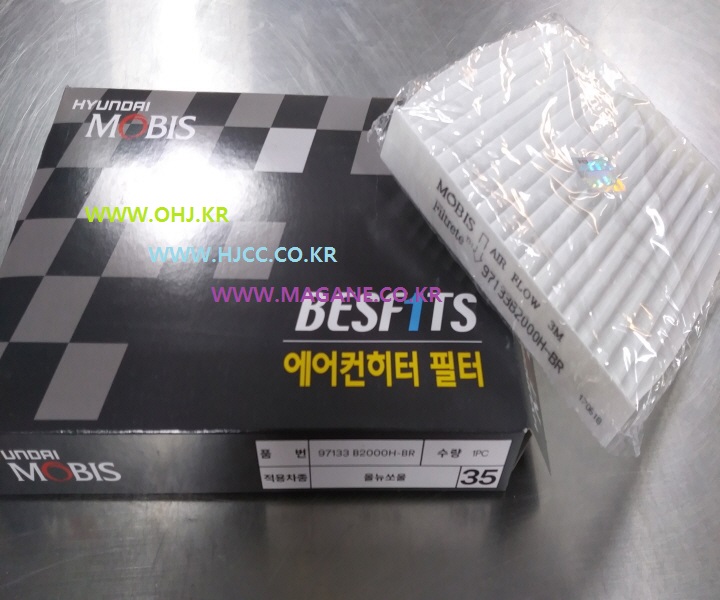 HYUNDAI
MOBIS
WWW.OHJ.KR
WWW.HJCC.CO.KR
WWW.MAGANE.CO.KR
BESF1TS
에어컨히터 필터
UNDAI
MOBIS
품 번 97133 B2000H-BR 수량 1PC
적용차종 올뉴쏘울 35
MOBIS AIR FLOW 3M
Filtrete 97133B2000H-BR